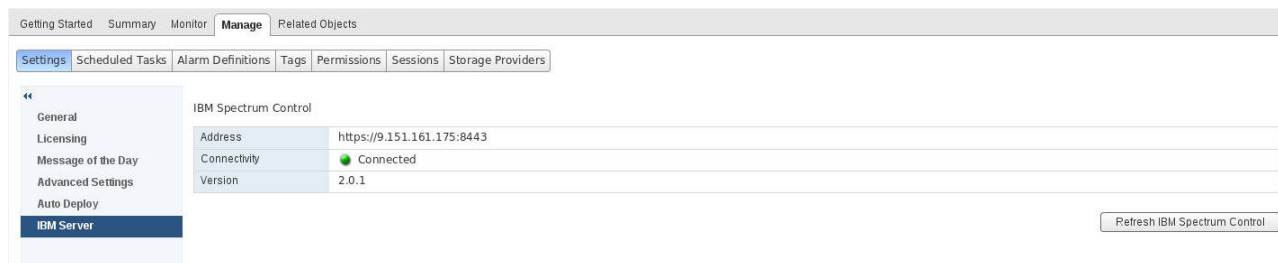 Getting Started Summary Monitor Manage Related Objects
Settings Scheduled Tasks Alarm Definitions Tags Permissions Sessions Storage Providers
General
Licensing
Message of the Day
Advanced Settings
Auto Deploy
IBM Server
IBM Spectrum Control
Address https://9.151.161.175:8443
Connectivity Connected
Version 2.0.1
Refresh IBM Spectrum Control